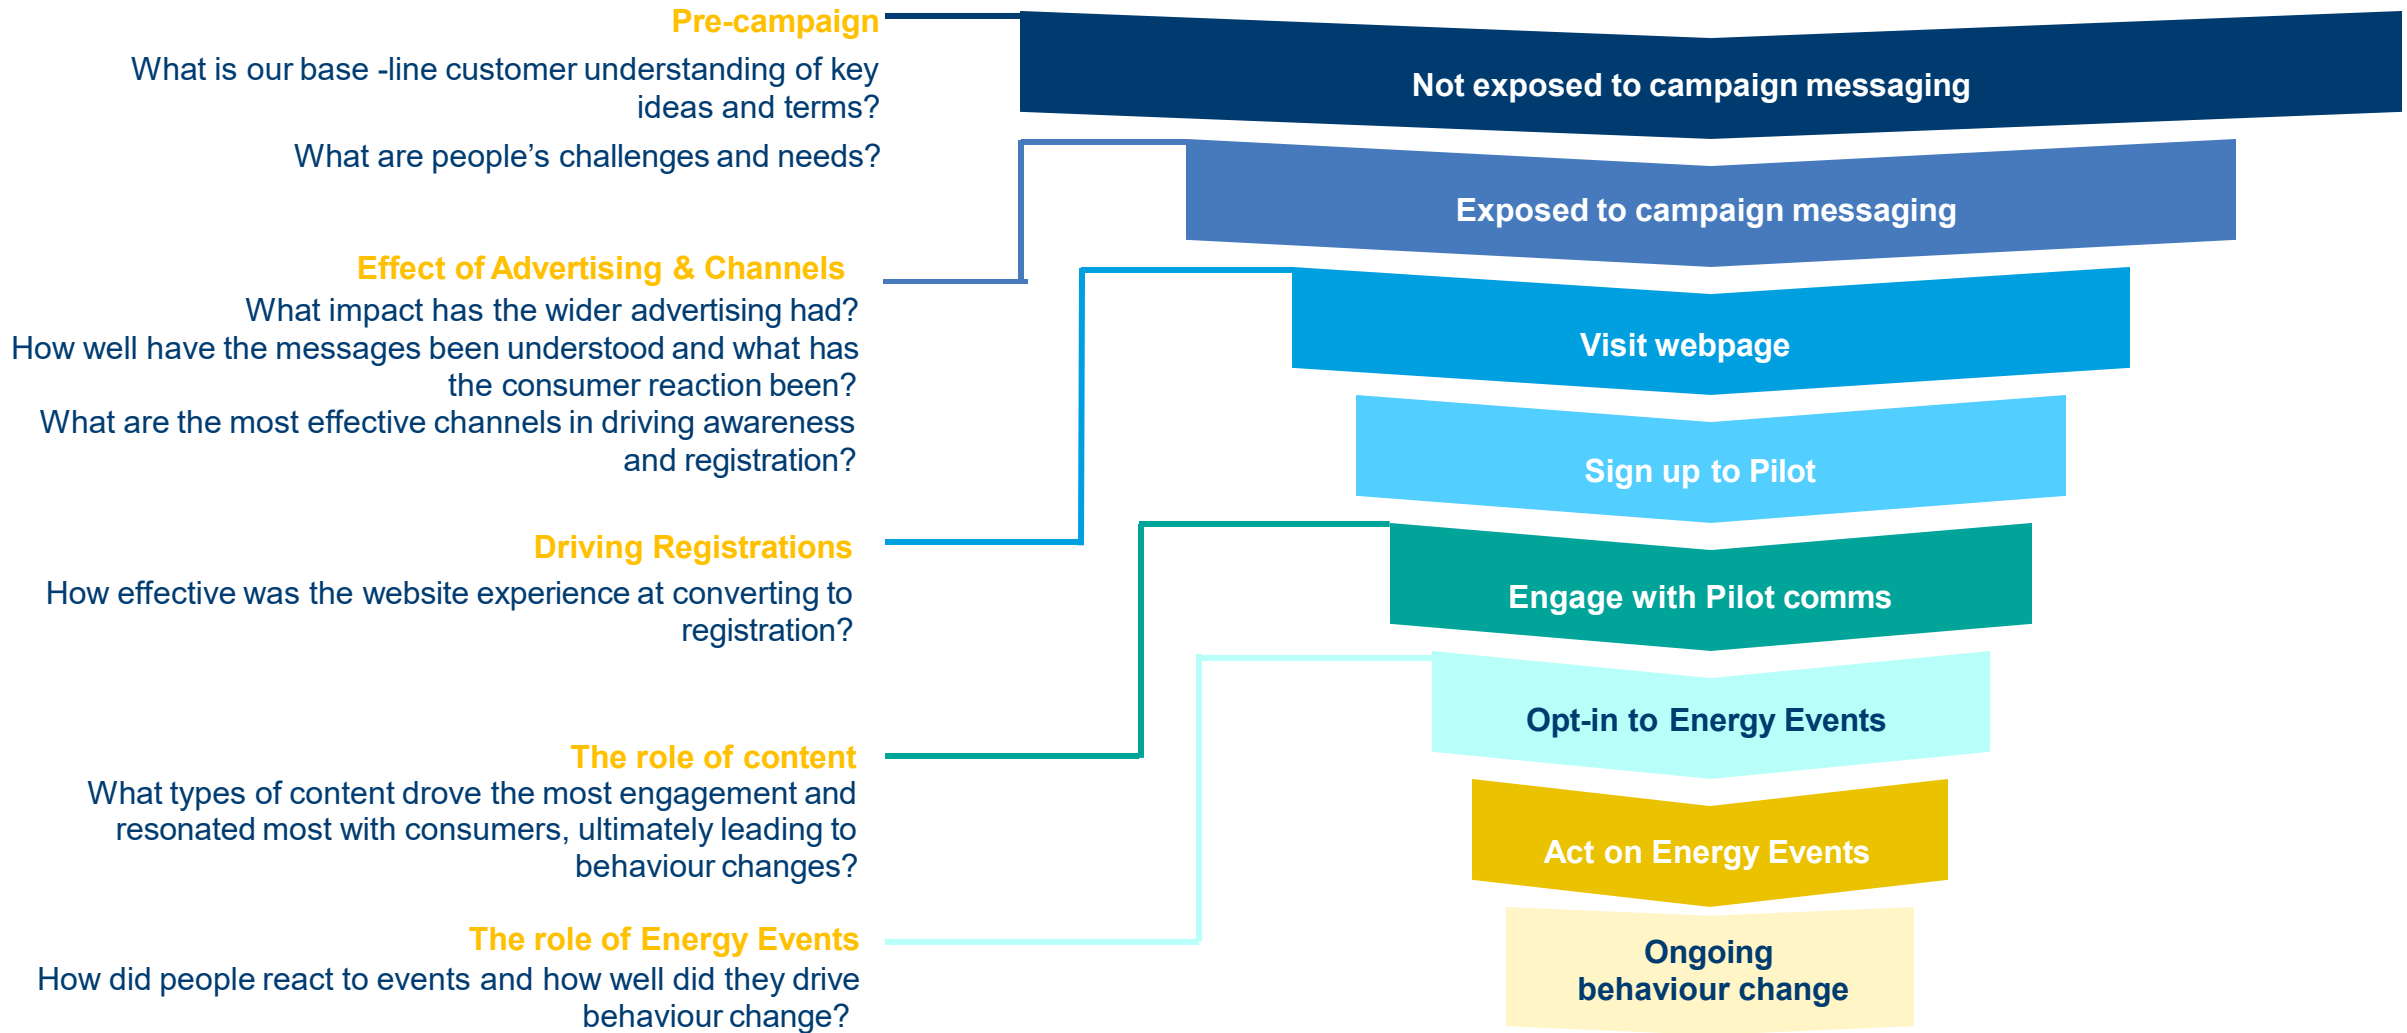 Pre-campaign
What is our base -line customer understanding of key
ideas and terms?
What are people’s challenges and needs?
Effect of Advertising & Channels
What impact has the wider advertising had?
How well have the messages been understood and what has
the consumer reaction been?
What are the most effective channels in driving awareness
and registration?
Driving Registrations
How effective was the website experience at converting to
registration?
The role of content
What types of content drove the most engagement and
resonated most with consumers, ultimately leading to
behaviour changes?
The role of Energy Events
How did people react to events and how well did they drive
behaviour change?
Not exposed to campaign messaging
Exposed to campaign messaging
Visit webpage
Sign up to Pilot
Engage with Pilot comms
Opt-in to Energy Events
Act on Energy Events
Ongoing
behaviour change